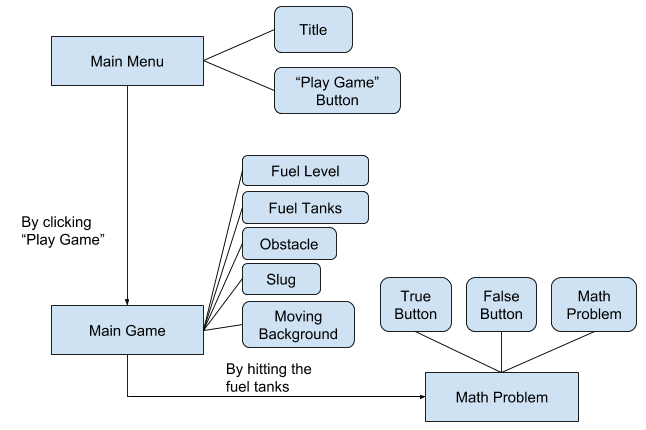 Title
Main Menu
“Play Game”
Button
Fuel Level
Fuel Tanks
By clicking
“Play Game”
Obstacle
Slug
Main Game
Moving
Background
True
Button
False
Button
Math
Problem
By hitting the
fuel tanks
Math Problem